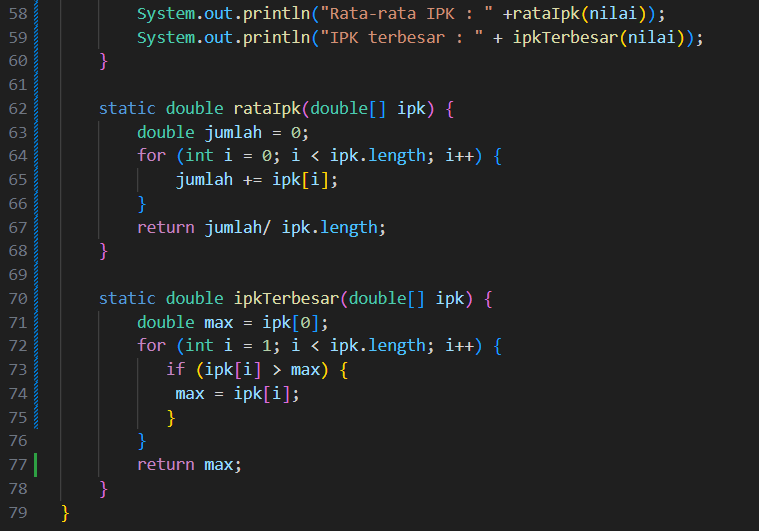 58 System.out.println("Rata-rata IPK : " +rataIpk(nilai));
59 System.out.println("IPK terbesar : " + ipkTerbesar(nilai));
60 }
61
62 static double rataIpk(double[] ipk) {
63 double jumlah = 0;
64 for (int i = 0; i < ipk.length; i++) {
65 jumlah += ipk[i];
66 }
67 return jumlah/ ipk.length;
68 }
69
70 static double ipkTerbesar(double[] ipk) {
71 double max = ipk[0];
72 for (int i = 1; i < ipk.length; i++) {
73 if (ipk[i] > max) {
74 max = ipk[i];
75 }
76 }
77 return max;
78 }
79 }